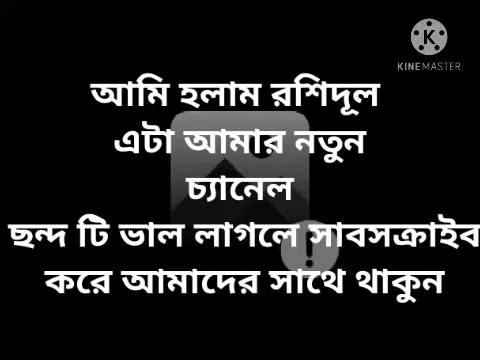 KINEMASTER
আমি হলাম রশিদূল
এটা আমার নতুন
চ্যানেল
ছন্দ টি ভাল লাগলে সাবসক্রাইব
করে আমাদের সাথে থাকুন